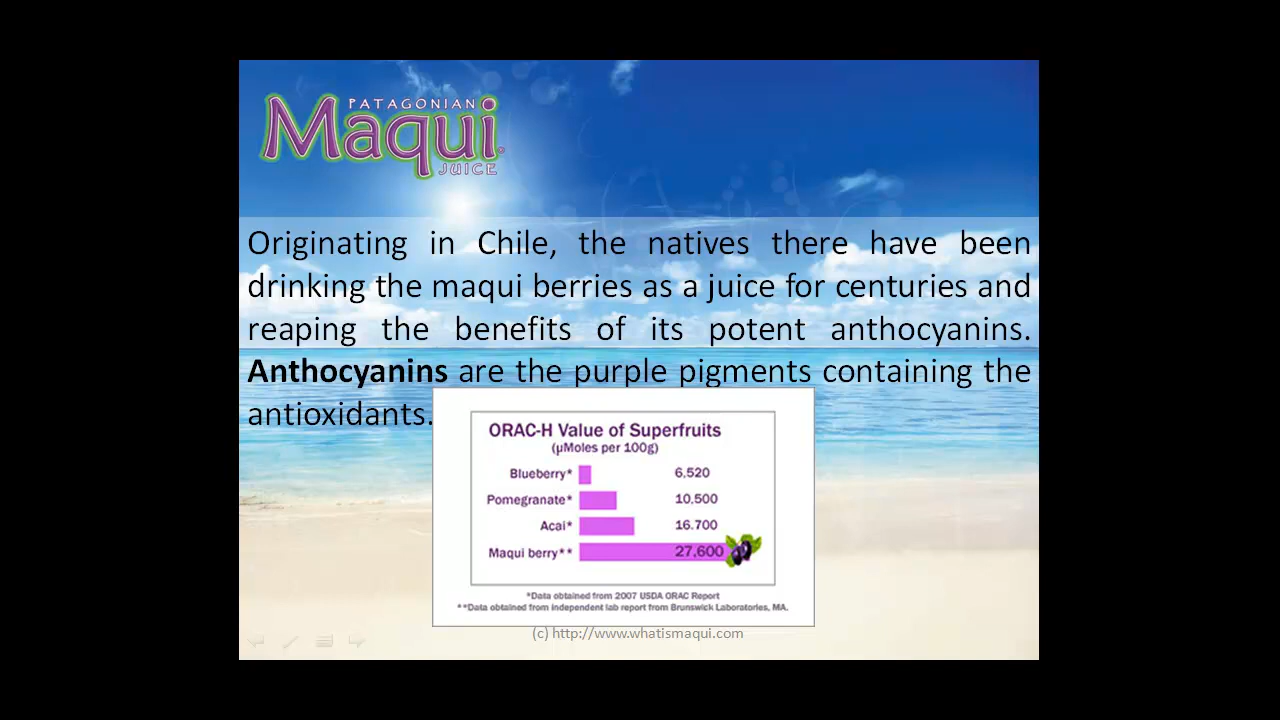 PATAGONIAN
Maqui
JUICE
Originating in Chile, the natives there have been
drinking the maqui berries as a juice for centuries and
reaping the benefits of its potent anthocyanins.
Anthocyanins are the purple pigments containing the
antioxidants.
ORAC-H Value of Superfruits
(µMoles per 100g)
Blueberry* 6,520
Pomegranate* 10,500
Acai* 16.700
Maqui berry** 27,600
*Data obtained from 2007 USDA ORAC Report
**Data obtained from independent lab report from Brunswick Laboratories, MA.
(c) http://www.whatismaqui.com